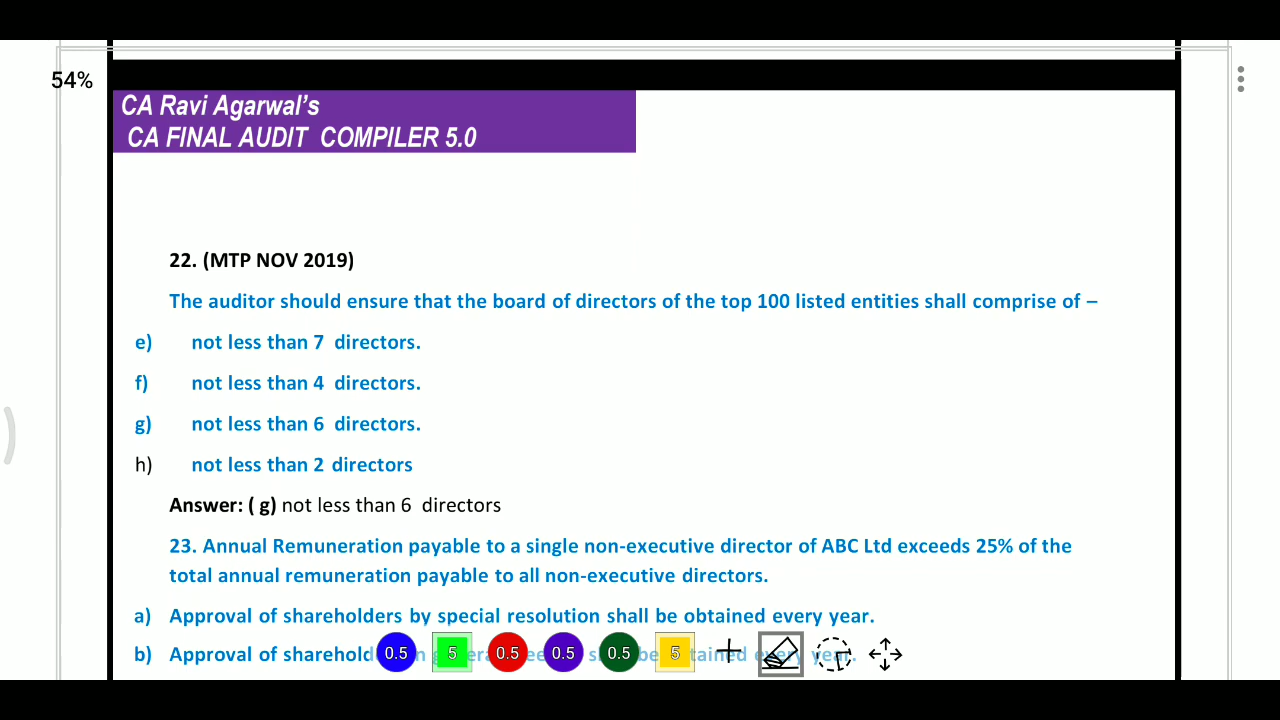 54%
CA Ravi Agarwal's
CA FINAL AUDIT COMPILER 5.0
22. (MTP NOV 2019)
The auditor should ensure that the board of directors of the top 100 listed entities shall comprise of –
e) not less than 7 directors.
f) not less than 4 directors.
g) not less than 6 directors.
h) not less than 2 directors
Answer: ( g) not less than 6 directors
23. Annual Remuneration payable to a single non-executive director of ABC Ltd exceeds 25% of the
total annual remuneration payable to all non-executive directors.
a) Approval of shareholders by special resolution shall be obtained every year.
b) Approval of be every year.
0.5 5 0.5 0.5 0.5 5